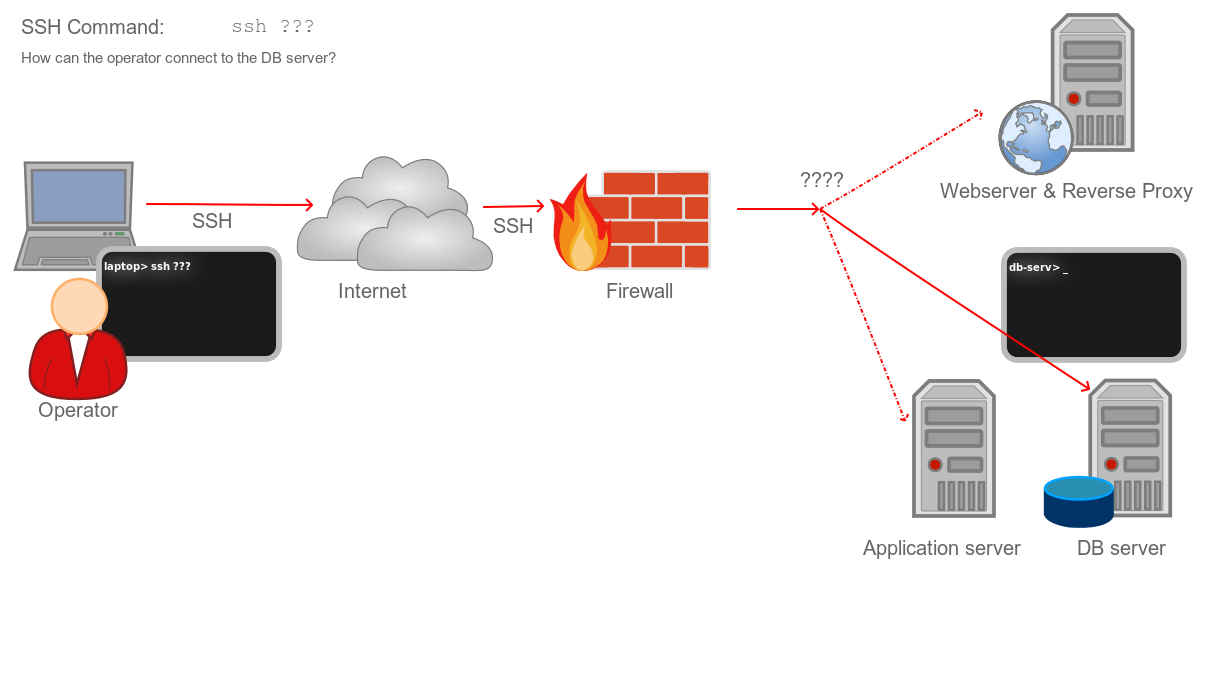 SSH Command: ssh ???
How can the operator connect to the DB server?
????
Webserver & Reverse Proxy
SSH
SSH
laptop> ssh ???
db-serv> _
Internet
Firewall
Operator
Application server
DB server